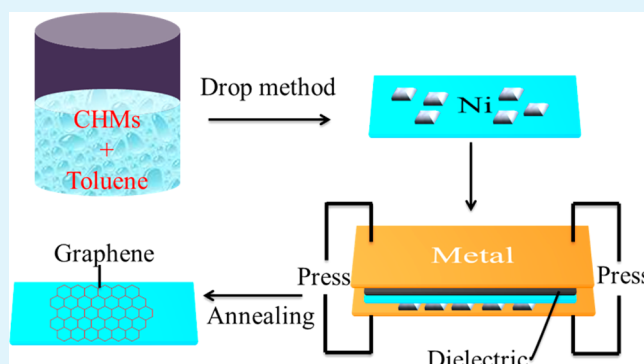 CHMs
+
Toluene
Drop method
Ni
Metal
Press
Press
Dielectric
Annealing
Graphene